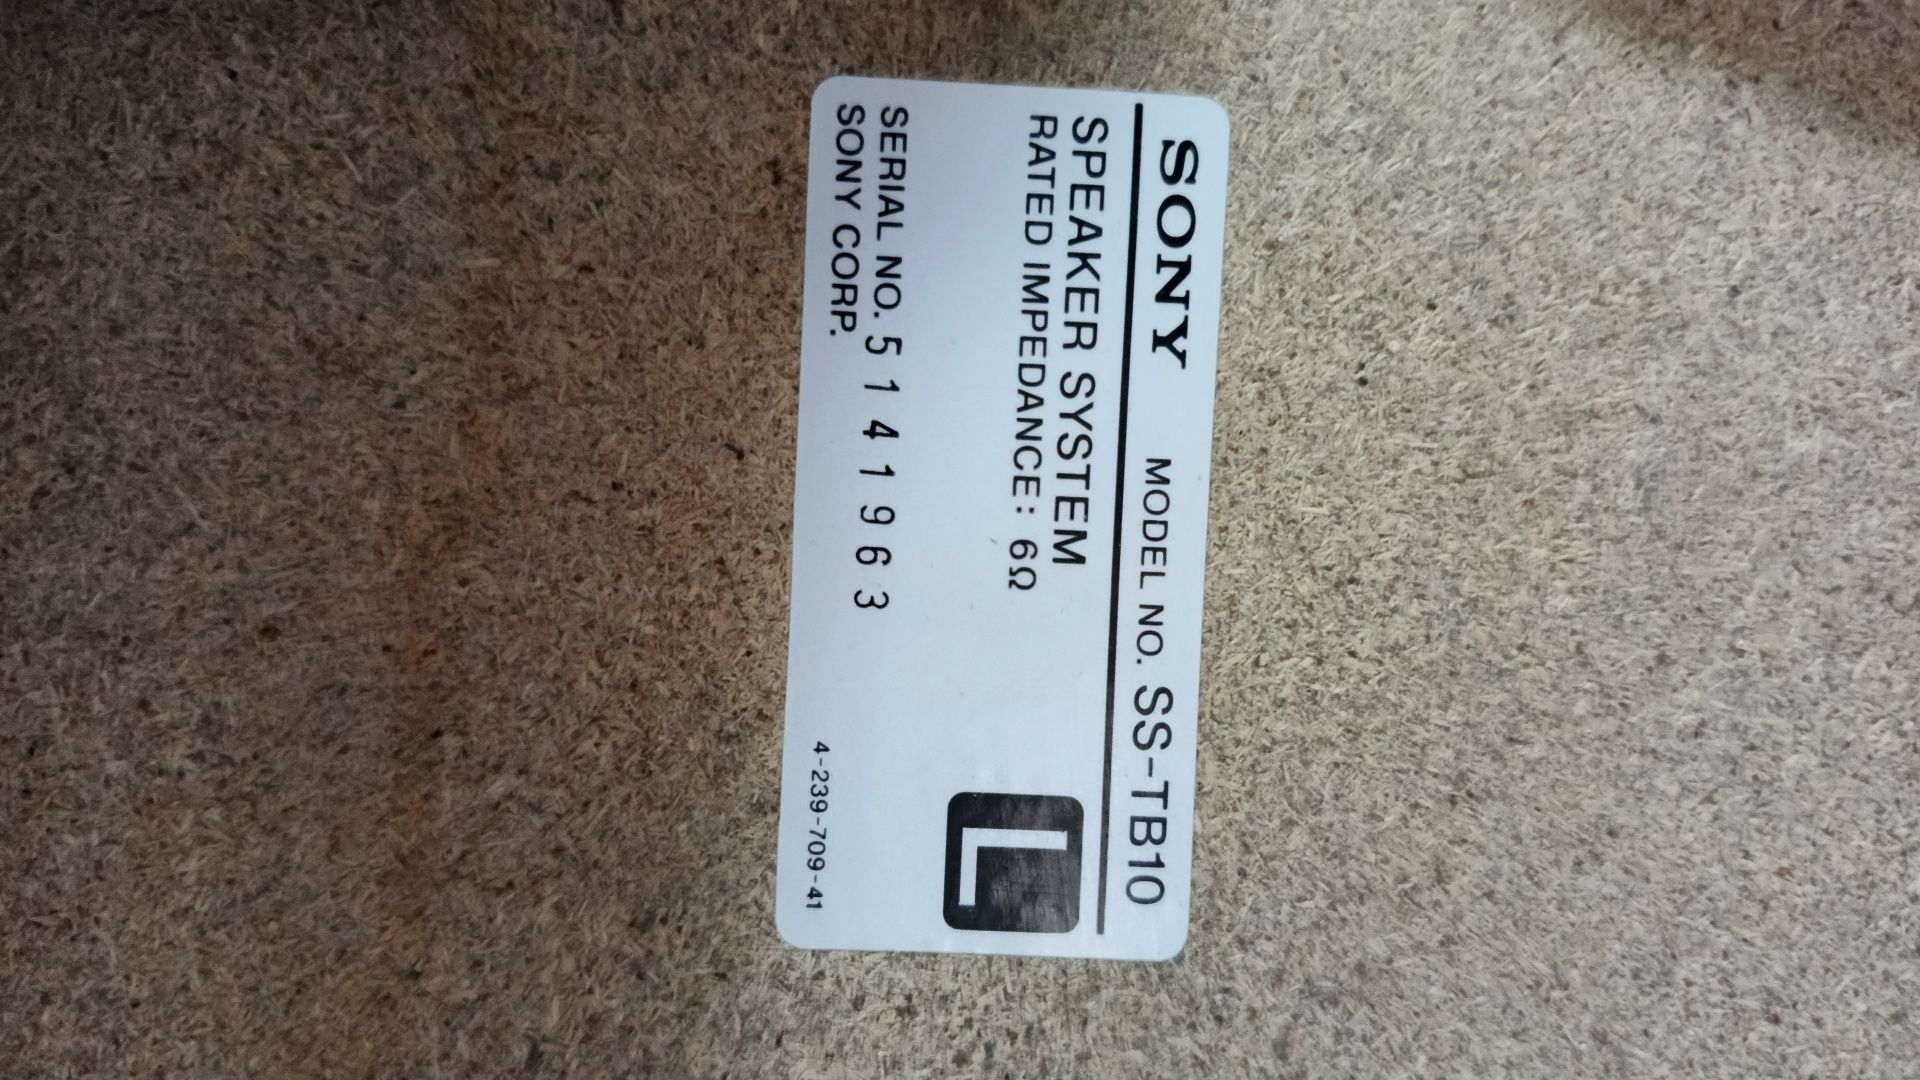 SONY MODEL NO. SS-TB10
SPEAKER SYSTEM
RATED IMPEDANCE: 6Ω
L
SERIAL NO. 5141963
SONY CORP.
4-239-709-41